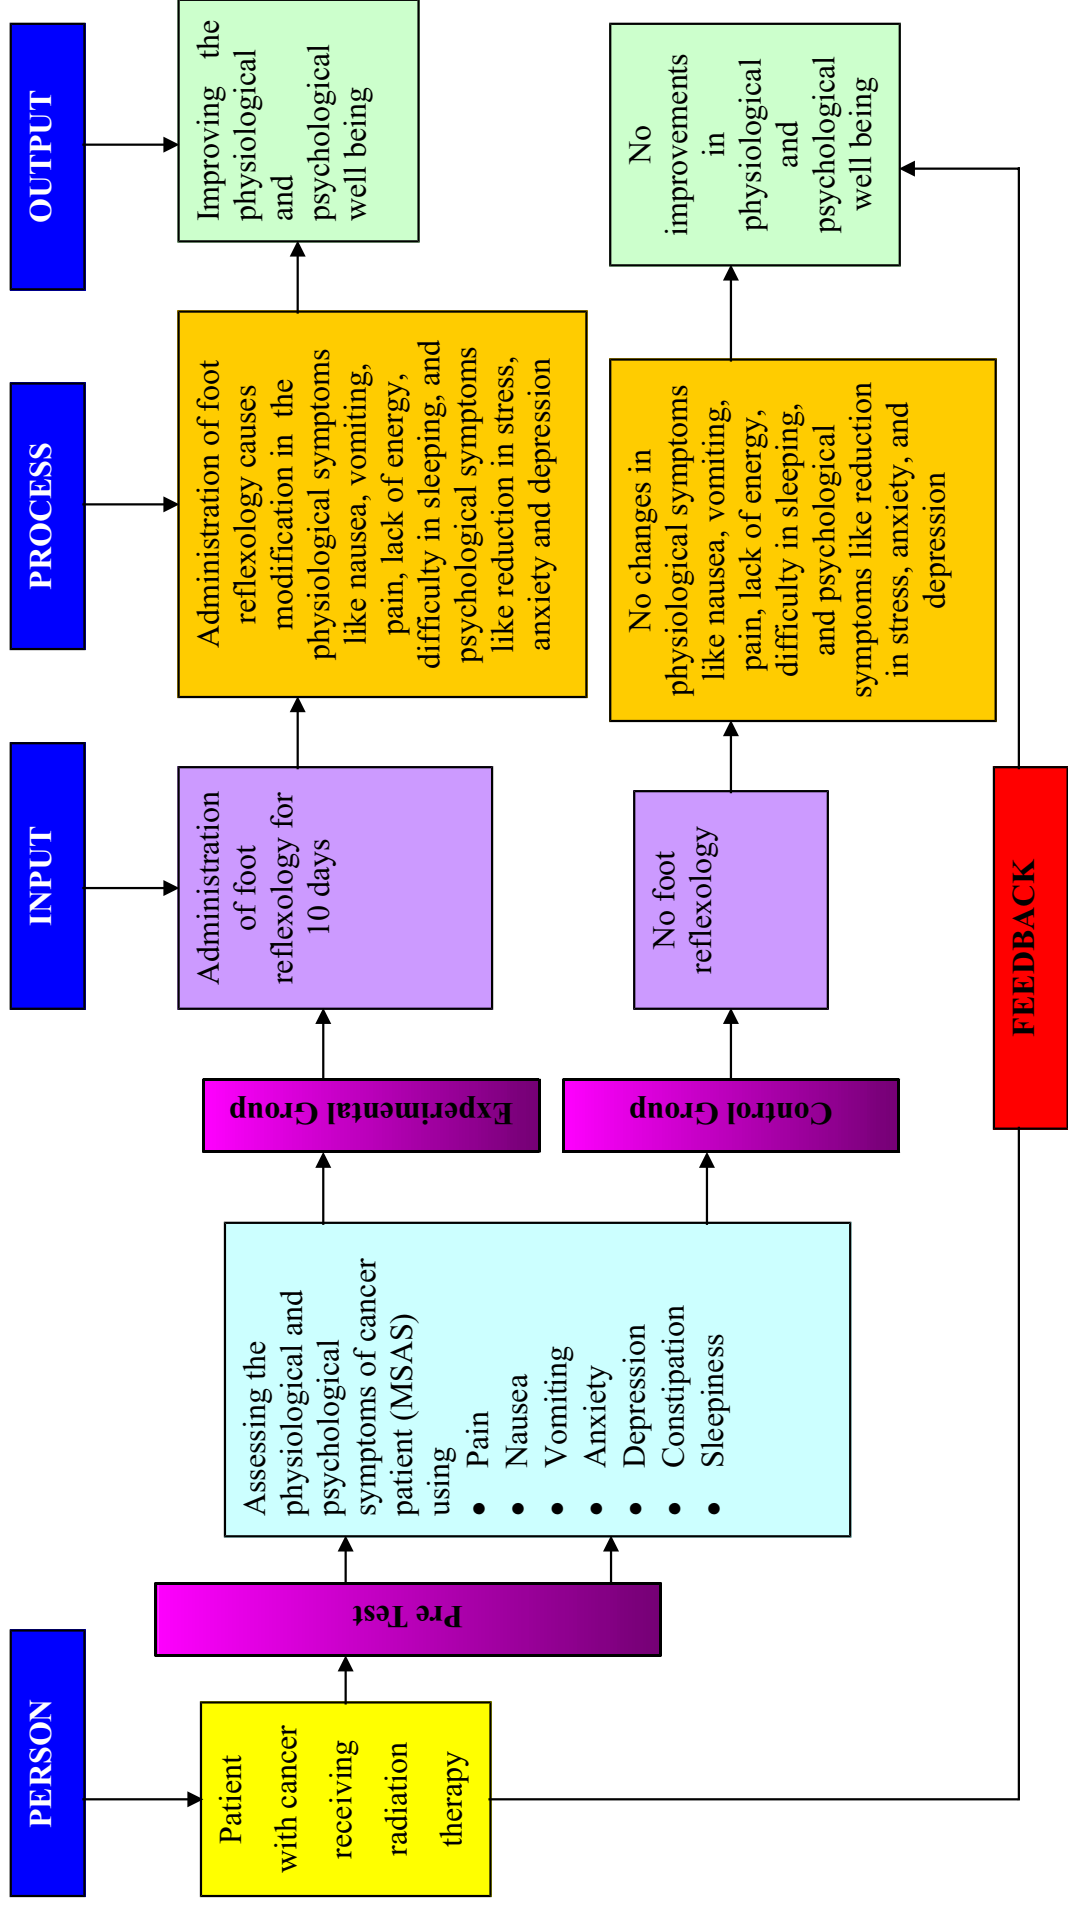 PERSON
INPUT
PROCESS
OUTPUT
Patient
with cancer
receiving
radiation
therapy
Pre Test
Assessing the
physiological and
psychological
symptoms of cancer
patient (MSAS)
using
• Pain
• Nausea
• Vomiting
• Anxiety
• Depression
• Constipation
• Sleepiness
Experimental Group
Administration
of foot
reflexology for
10 days
Administration of foot
reflexology causes
modification in the
physiological symptoms
like nausea, vomiting,
pain, lack of energy,
difficulty in sleeping, and
psychological symptoms
like reduction in stress,
anxiety and depression
Improving the
physiological
and
psychological
well being
Control Group
No foot
reflexology
No changes in
physiological symptoms
like nausea, vomiting,
pain, lack of energy,
difficulty in sleeping,
and psychological
symptoms like reduction
in stress, anxiety, and
depression
No
improvements
in
physiological
and
psychological
well being
FEEDBACK